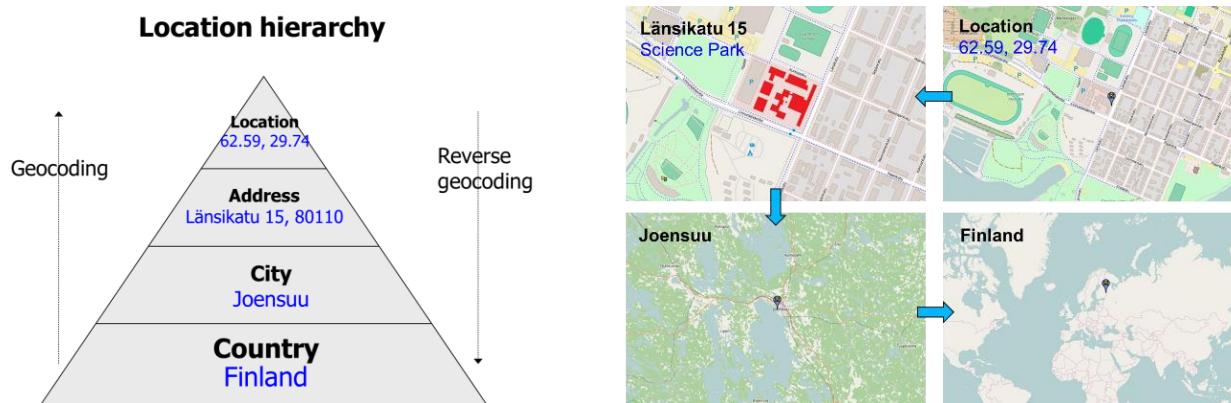 Location hierarchy
Geocoding
Reverse
geocoding
Location
62.59, 29.74
Address
Länsikatu 15, 80110
City
Joensuu
Country
Finland
Länsikatu 15
Science Park
Location
62.59, 29.74
Joensuu
Finland